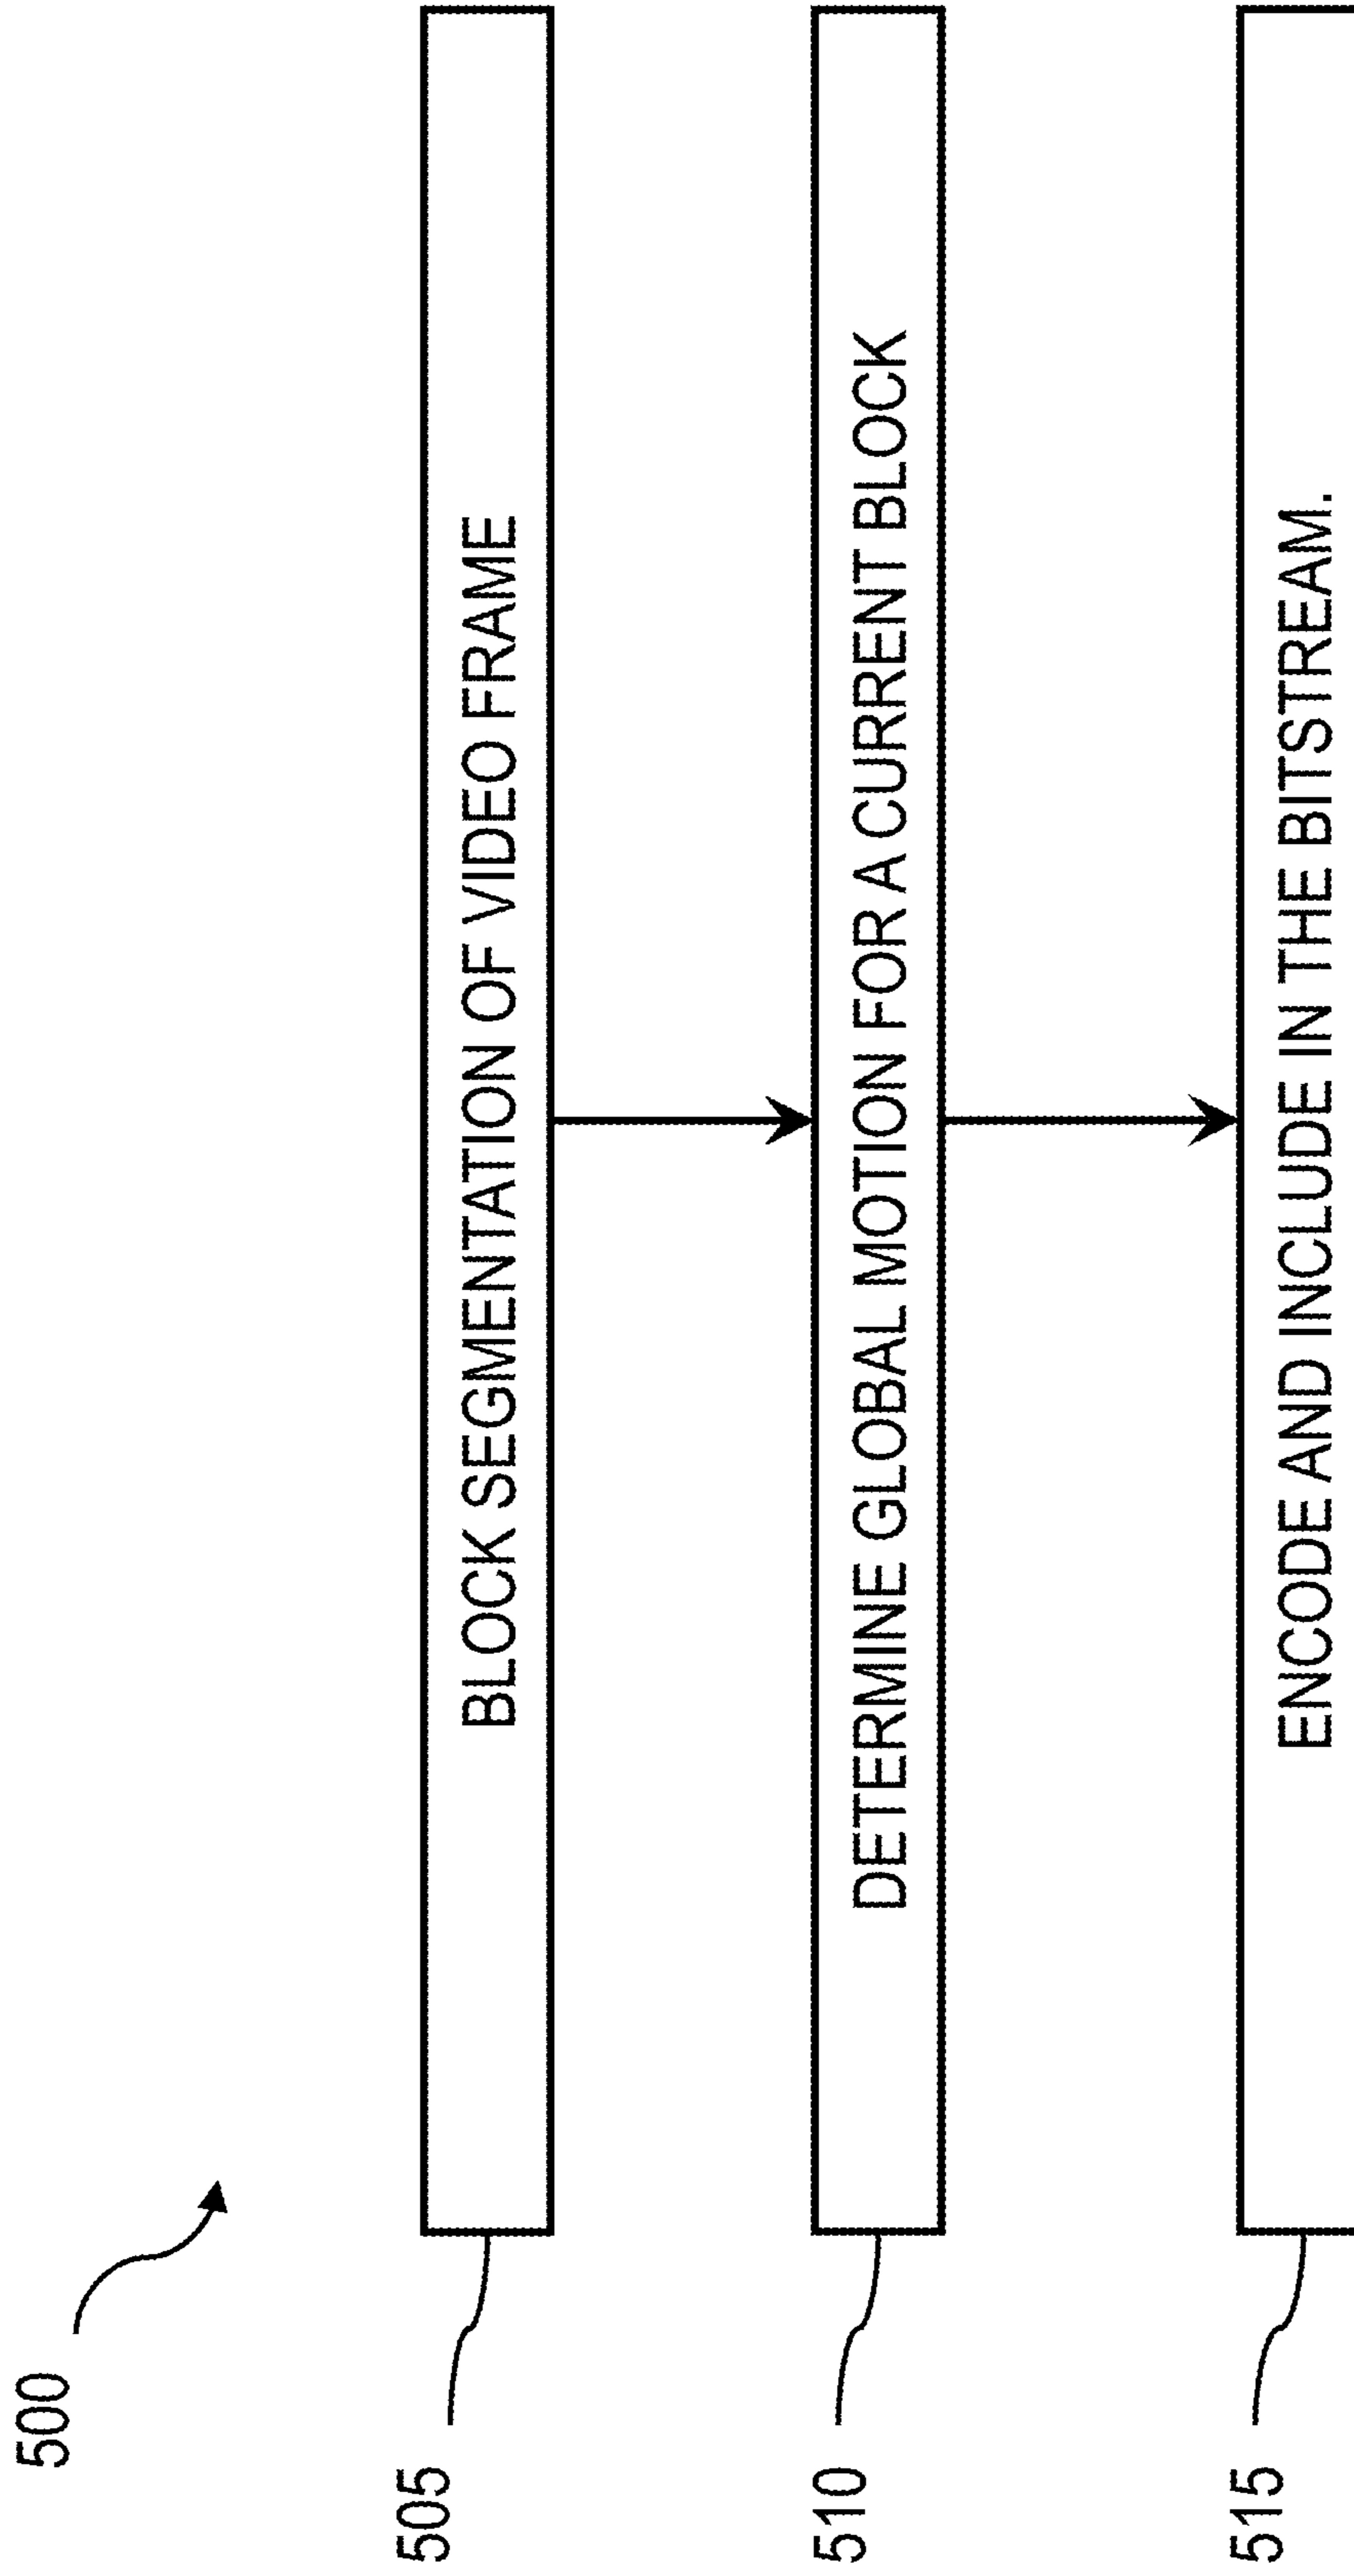 500
505
BLOCK SEGMENTATION OF VIDEO FRAME
510
DETERMINE GLOBAL MOTION FOR A CURRENT BLOCK
515
ENCODE AND INCLUDE IN THE BITSTREAM.